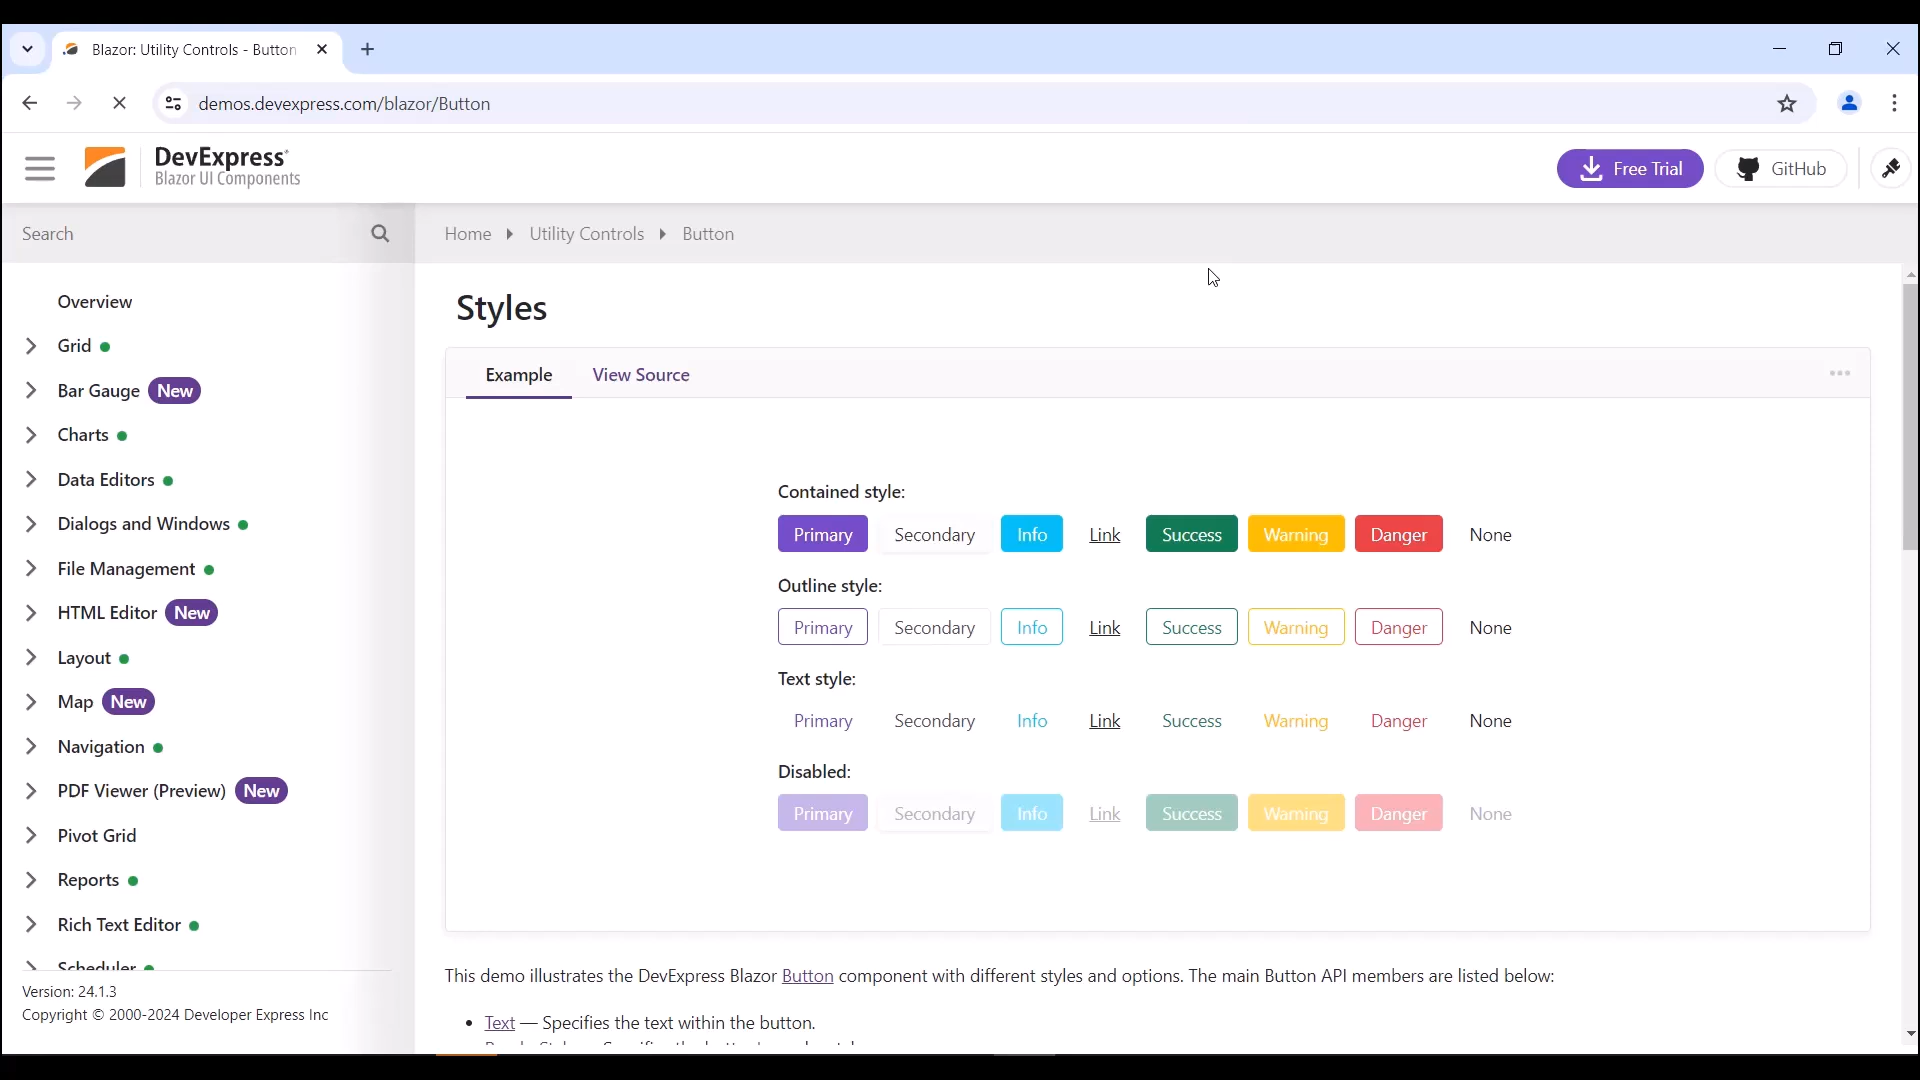 Blazor: Utility Controls - Button
demos.devexpress.com/blazor/Button
DevExpress®
Blazor UI Components
Free Trial
GitHub
Search
Home Utility Controls Button
Overview
Grid
Bar Gauge New
Charts
Data Editors
Dialogs and Windows
File Management
HTML Editor New
Layout
Map New
Navigation
PDF Viewer (Preview) New
Pivot Grid
Reports
Rich Text Editor
Scheduler
Version: 24.1.3
Copyright © 2000-2024 Developer Express Inc
Styles
Example View Source
Contained style:
Primary Secondary Info Link Success Warning Danger None
Outline style:
Primary Secondary Info Link Success Warning Danger None
Text style:
Primary Secondary Info Link Success Warning Danger None
Disabled:
Primary Secondary Info Link Success Warning Danger None
This demo illustrates the DevExpress Blazor Button component with different styles and options. The main Button API members are listed below:
• Text — Specifies the text within the button.